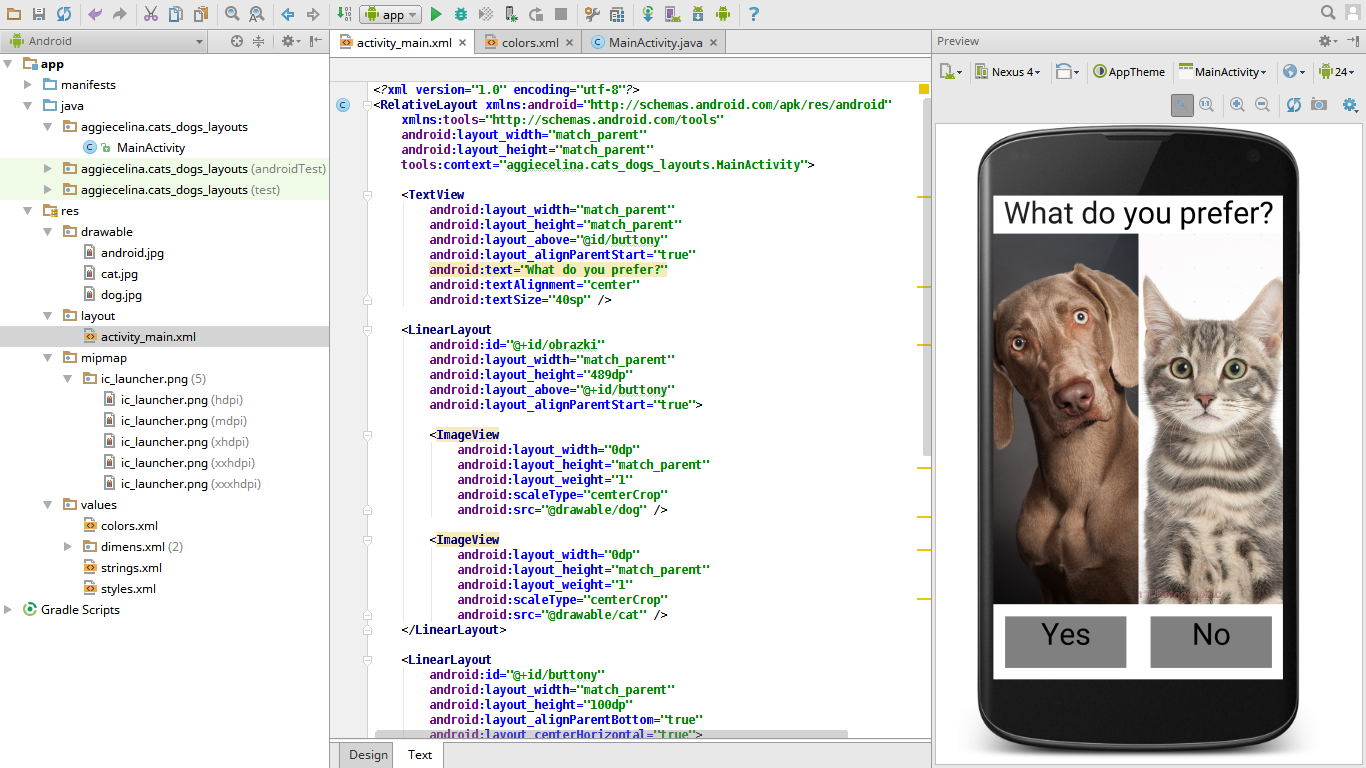 app
Android
activity_main.xml
colors.xml
MainActivity.java
Preview
app
manifests
java
aggiecelina.cats_dogs_layouts
MainActivity
aggiecelina.cats_dogs_layouts (androidTest)
aggiecelina.cats_dogs_layouts (test)
res
drawable
android.jpg
cat.jpg
dog.jpg
layout
activity_main.xml
mipmap
ic_launcher.png (5)
ic_launcher.png (hdpi)
ic_launcher.png (mdpi)
ic_launcher.png (xhdpi)
ic_launcher.png (xxhdpi)
ic_launcher.png (xxxhdpi)
values
colors.xml
dimens.xml (2)
strings.xml
styles.xml
Gradle Scripts
<?xml version="1.0" encoding="utf-8"?>
<RelativeLayout xmlns:android="http://schemas.android.com/apk/res/android"
xmlns:tools="http://schemas.android.com/tools"
android:layout_width="match_parent"
android:layout_height="match_parent"
tools:context="aggiecelina.cats_dogs_layouts.MainActivity">
<TextView
android:layout_width="match_parent"
android:layout_height="match_parent"
android:layout_above="@id/buttony"
android:layout_alignParentStart="true"
android:text="What do you prefer?"
android:textAlignment="center"
android:textSize="40sp" />
<LinearLayout
android:id="@+id/obrazki"
android:layout_width="match_parent"
android:layout_height="489dp"
android:layout_above="@+id/buttony"
android:layout_alignParentStart="true">
<ImageView
android:layout_width="0dp"
android:layout_height="match_parent"
android:layout_weight="1"
android:scaleType="centerCrop"
android:src="@drawable/dog" />
<ImageView
android:layout_width="0dp"
android:layout_height="match_parent"
android:layout_weight="1"
android:scaleType="centerCrop"
android:src="@drawable/cat" />
</LinearLayout>
<LinearLayout
android:id="@+id/buttony"
android:layout_width="match_parent"
android:layout_height="100dp"
android:layout_alignParentBottom="true"
android:layout_centerHorizontal="true">
Design
Text
Nexus 4
AppTheme
MainActivity
24
What do you prefer?
Yes
No